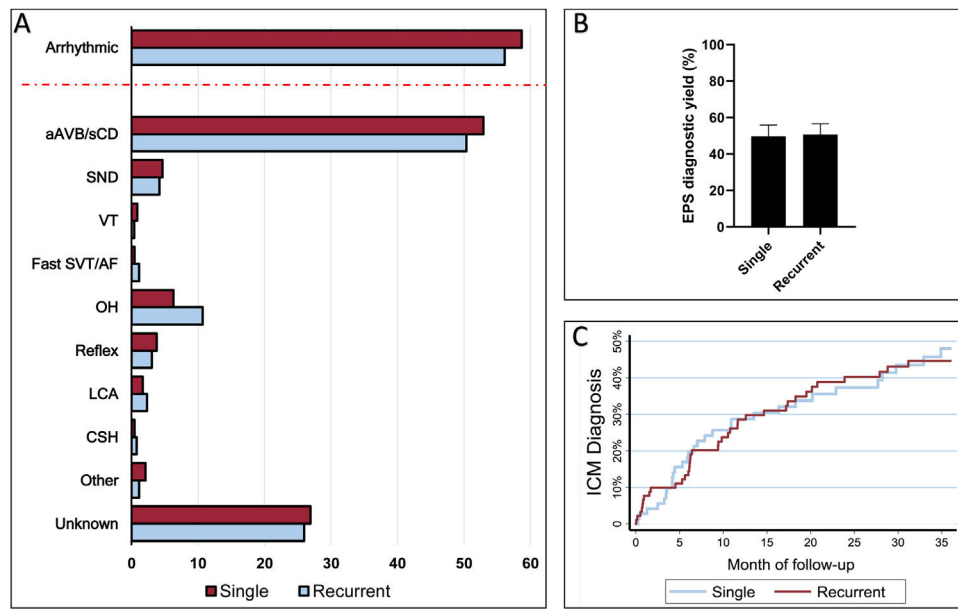 A
Arrhythmic
aAVB/sCD
SND
VT
Fast SVT/AF
OH
Reflex
LCA
CSH
Other
Unknown
0 10 20 30 40 50 60
Single Recurrent
B
EPS diagnostic yield (%)
100
80
60
40
20
0
Single
Recurrent
C
ICM Diagnosis
50%
40%
30%
20%
10%
0
0 5 10 15 20 25 30 35
Month of follow-up
Single Recurrent